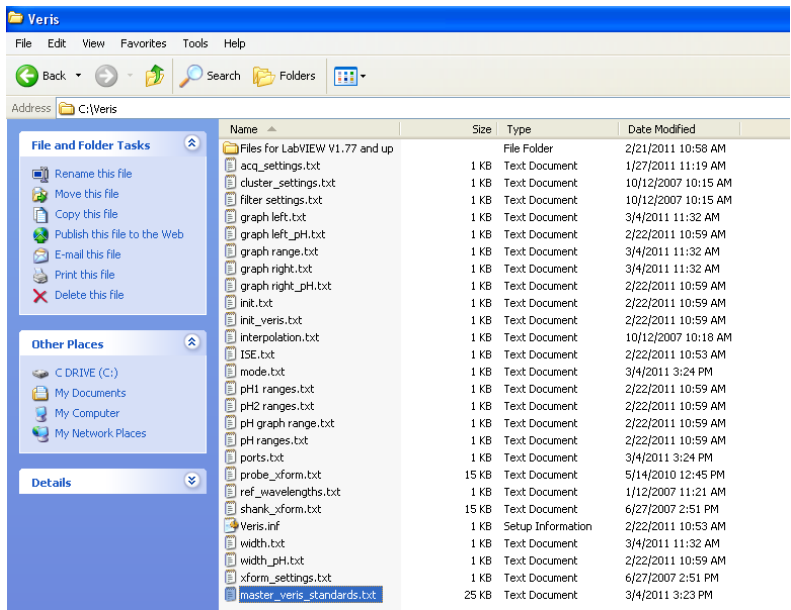 Veris
File Edit View Favorites Tools Help
Back Search Folders
Address C:\Veris
File and Folder Tasks
Rename this file
Move this file
Copy this file
Publish this file to the Web
E-mail this file
Print this file
Delete this file
Other Places
C DRIVE (C:)
My Documents
My Computer
My Network Places
Details
Name Size Type Date Modified
Files for LabVIEW V1.77 and up File Folder 2/21/2011 10:58 AM
acq_settings.txt 1 KB Text Document 1/27/2011 11:19 AM
cluster_settings.txt 1 KB Text Document 10/12/2007 10:15 AM
filter settings.txt 1 KB Text Document 10/12/2007 10:15 AM
graph left.txt 1 KB Text Document 3/4/2011 11:32 AM
graph left_pH.txt 1 KB Text Document 2/22/2011 10:59 AM
graph range.txt 1 KB Text Document 3/4/2011 11:32 AM
graph right.txt 1 KB Text Document 3/4/2011 11:32 AM
graph right_pH.txt 1 KB Text Document 2/22/2011 10:59 AM
init.txt 1 KB Text Document 2/22/2011 10:59 AM
init_veris.txt 1 KB Text Document 2/22/2011 10:59 AM
interpolation.txt 1 KB Text Document 10/12/2007 10:18 AM
ISE.txt 1 KB Text Document 2/22/2011 10:53 AM
mode.txt 1 KB Text Document 3/4/2011 3:24 PM
pH1 ranges.txt 1 KB Text Document 2/22/2011 10:59 AM
pH2 ranges.txt 1 KB Text Document 2/22/2011 10:59 AM
pH graph range.txt 1 KB Text Document 2/22/2011 10:59 AM
pH ranges.txt 1 KB Text Document 2/22/2011 10:59 AM
ports.txt 1 KB Text Document 3/4/2011 3:24 PM
probe_xform.txt 15 KB Text Document 5/14/2010 12:45 PM
ref_wavelengths.txt 1 KB Text Document 1/12/2007 11:21 AM
shank_xform.txt 15 KB Text Document 6/27/2007 2:51 PM
Veris.inf 1 KB Setup Information 2/22/2011 10:53 AM
width.txt 1 KB Text Document 3/4/2011 11:32 AM
width_pH.txt 1 KB Text Document 2/22/2011 10:59 AM
xform_settings.txt 1 KB Text Document 6/27/2007 2:51 PM
master_veris_standards.txt 25 KB Text Document 3/4/2011 3:23 PM